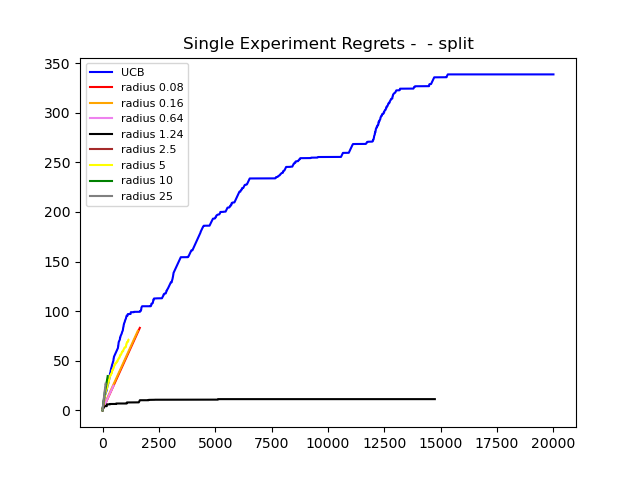 Single Experiment Regrets -  - split
UCB
radius 0.08
radius 0.16
radius 0.64
radius 1.24
radius 2.5
radius 5
radius 10
radius 25
350
300
250
200
150
100
50
0
0 2500 5000 7500 10000 12500 15000 17500 20000